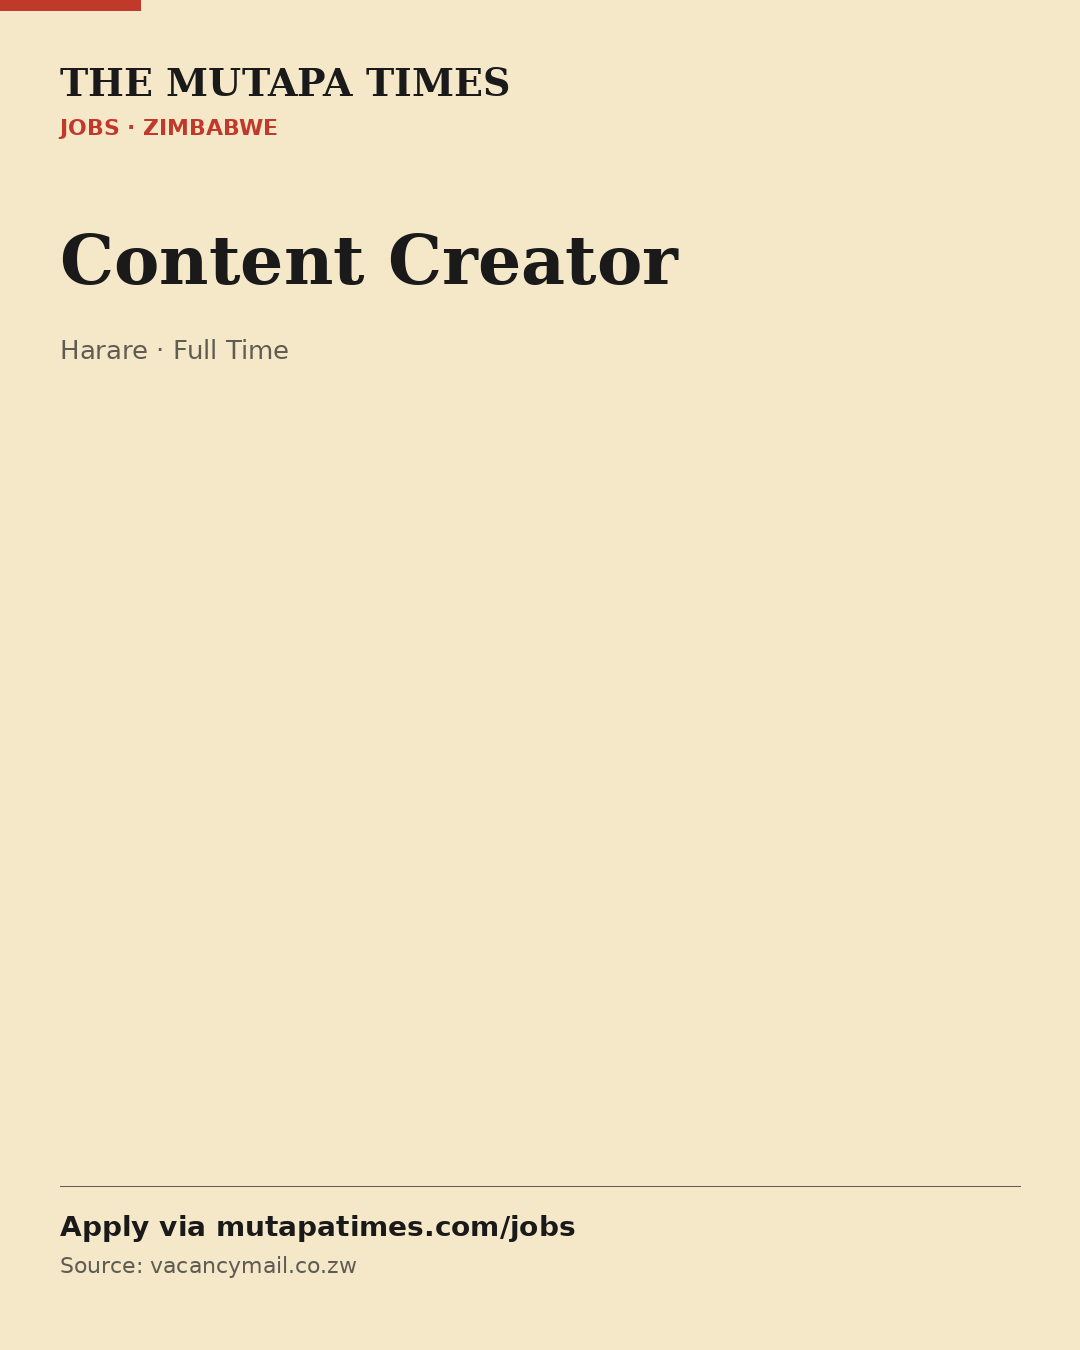 THE MUTAPA TIMES
JOBS · ZIMBABWE
Content Creator
Harare · Full Time
Apply via mutapatimes.com/jobs
Source: vacancymail.co.zw